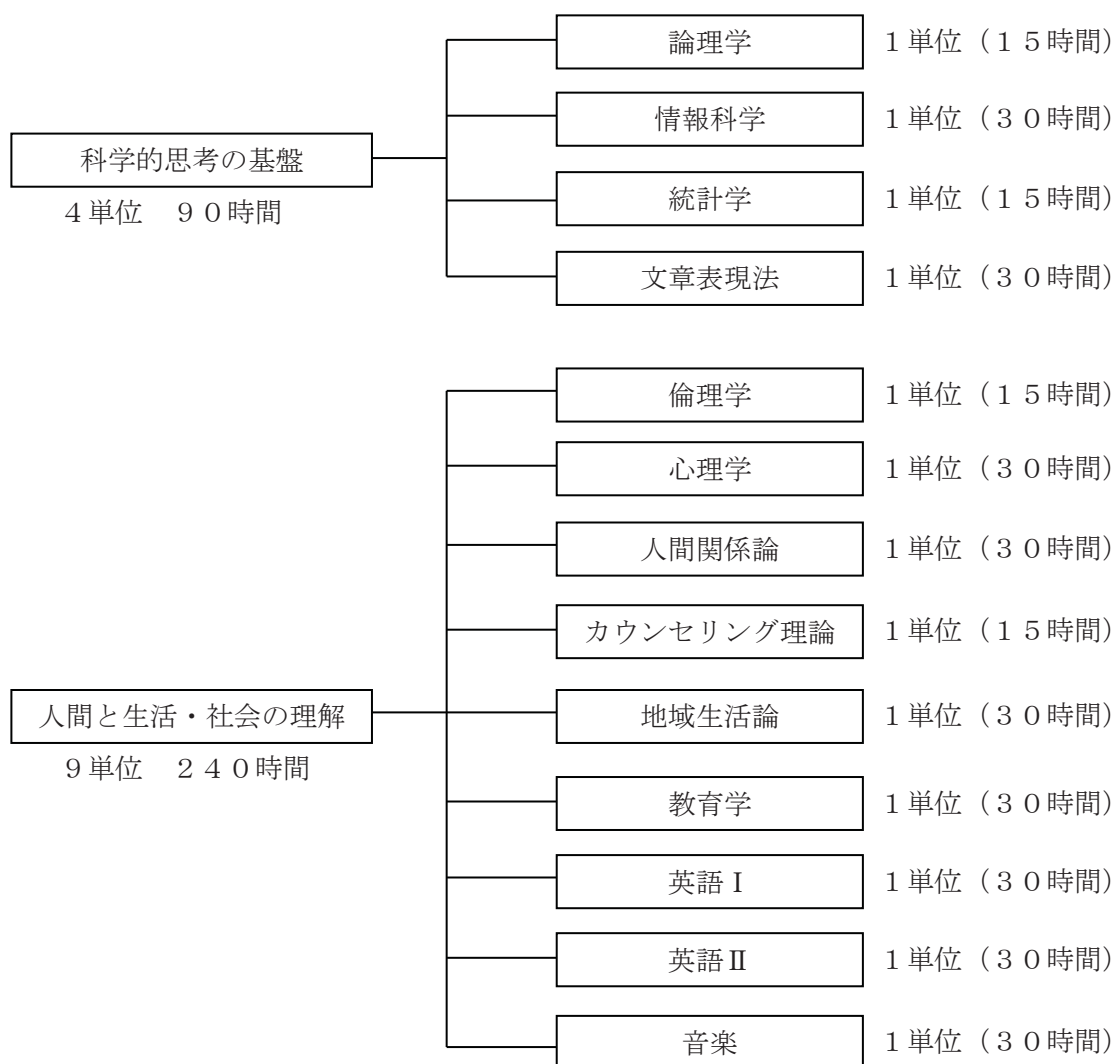 論理学 １単位（１５時間）
情報科学 １単位（３０時間）
科学的思考の基盤
４単位　９０時間
統計学 １単位（１５時間）
文章表現法 １単位（３０時間）
倫理学 １単位（１５時間）
心理学 １単位（３０時間）
人間関係論 １単位（３０時間）
カウンセリング理論 １単位（１５時間）
人間と生活・社会の理解
９単位　２４０時間
地域生活論 １単位（３０時間）
教育学 １単位（３０時間）
英語Ⅰ １単位（３０時間）
英語Ⅱ １単位（３０時間）
音楽 １単位（３０時間）